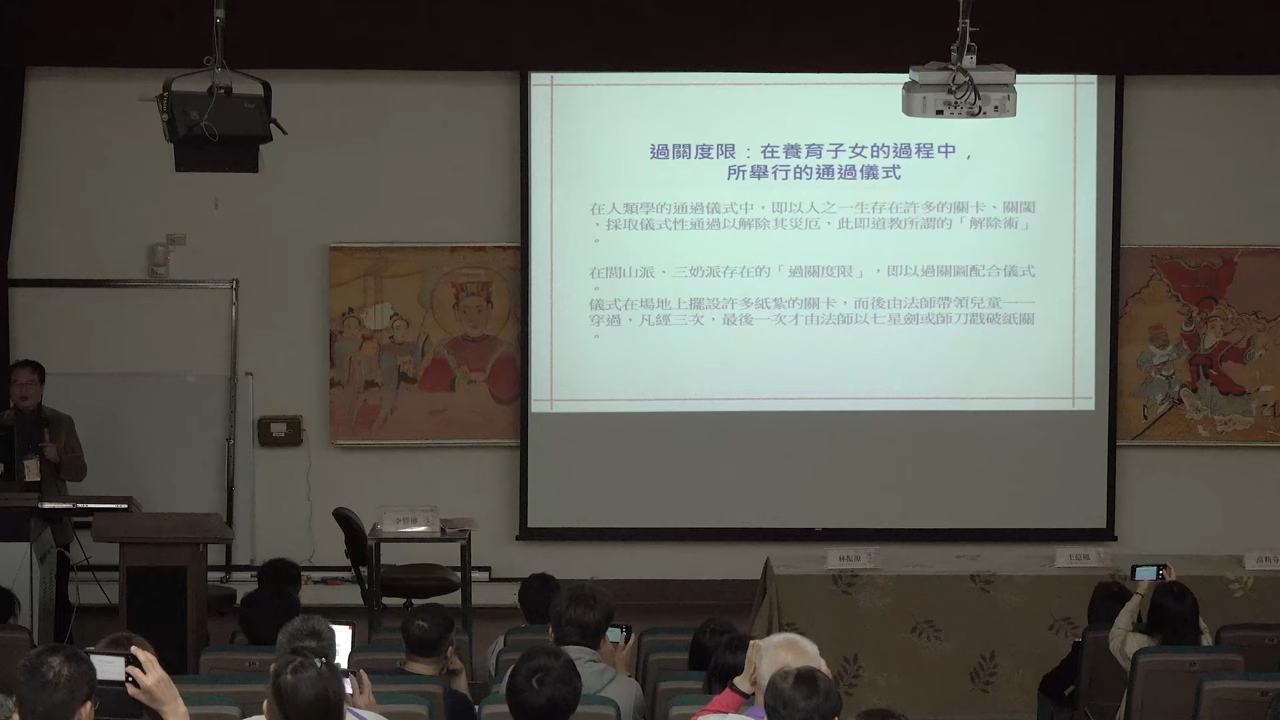 過關度限：在養育子女的過程中，
所舉行的通過儀式
在人類學的通過儀式中，即以人之一生存在許多的關卡、關閾
，採取儀式性通過以解除其災厄，此即道教所謂的「解除術」
。
在閭山派、三奶派存在的「過關度限」，即以過關圖配合儀式
。
儀式在場地上擺設許多紙紮的關卡，而後由法師帶領兒童一一
穿過，凡經三次，最後一次才由法師以七星劍或師刀戳破紙關
。
林振源